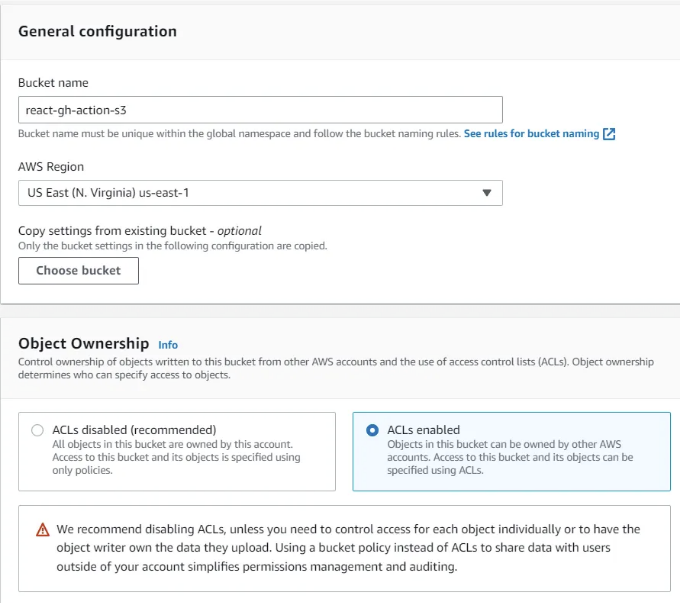 General configuration
Bucket name
react-gh-action-s3
Bucket name must be unique within the global namespace and follow the bucket naming rules. See rules for bucket naming
AWS Region
US East (N. Virginia) us-east-1
Copy settings from existing bucket - optional
Only the bucket settings in the following configuration are copied.
Choose bucket
Object Ownership Info
Control ownership of objects written to this bucket from other AWS accounts and the use of access control lists (ACLs). Object ownership
determines who can specify access to objects.
ACLs disabled (recommended)
All objects in this bucket are owned by this account.
Access to this bucket and its objects is specified using
only policies.
ACLs enabled
Objects in this bucket can be owned by other AWS
accounts. Access to this bucket and its objects can be
specified using ACLs.
We recommend disabling ACLs, unless you need to control access for each object individually or to have the
object writer own the data they upload. Using a bucket policy instead of ACLs to share data with users
outside of your account simplifies permissions management and auditing.